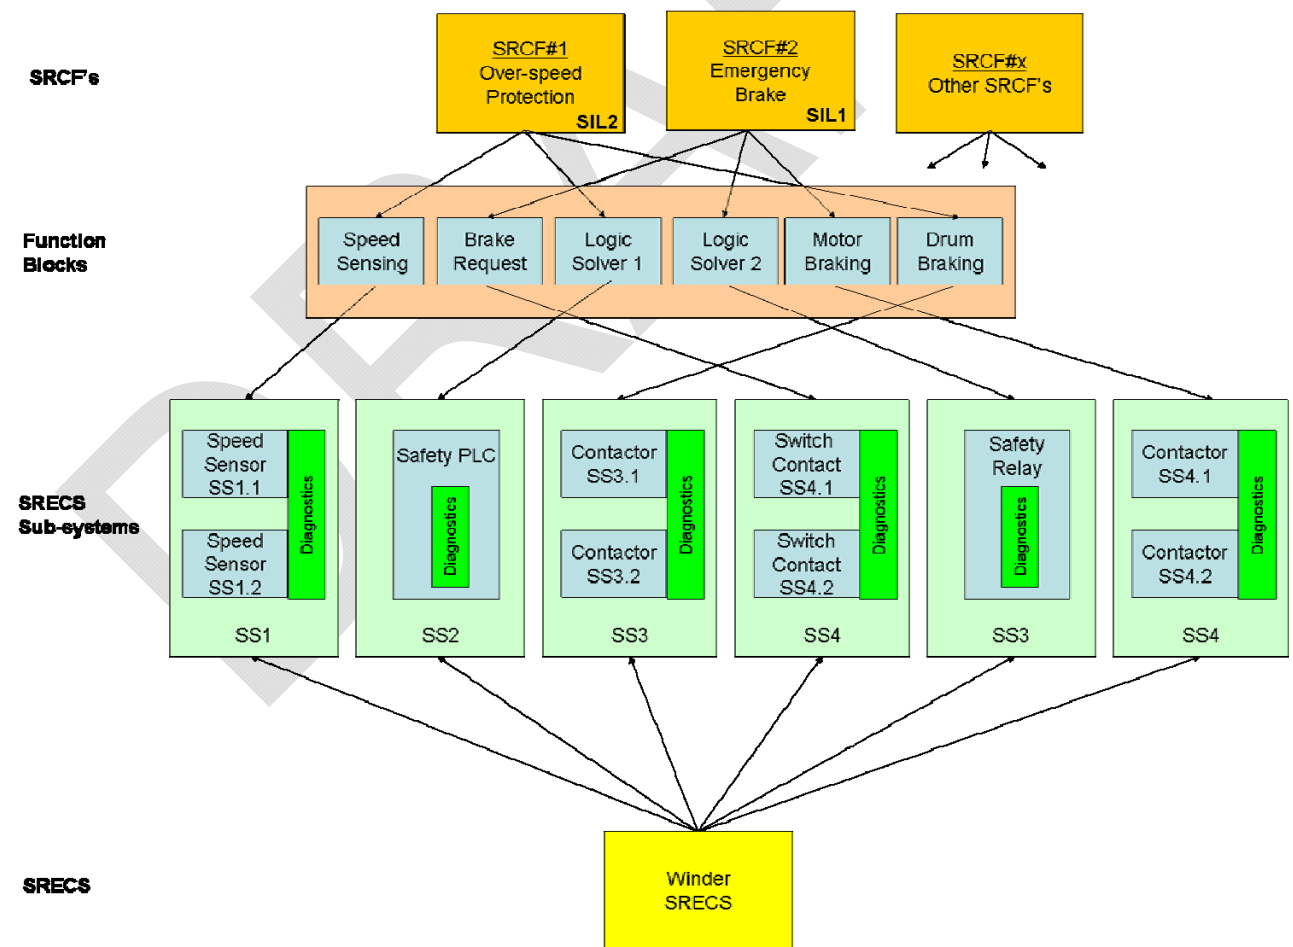 SRCF's
SRCF#1
Over-speed
Protection
SIL2
SRCF#2
Emergency
Brake
SIL1
SRCF#x
Other SRCF's
Function
Blocks
Speed
Sensing
Brake
Request
Logic
Solver 1
Logic
Solver 2
Motor
Braking
Drum
Braking
SRECS
Sub-systems
Speed
Sensor
SS1.1
Speed
Sensor
SS1.2
Diagnostics
SS1
Safety PLC
Diagnostics
SS2
Contactor
SS3.1
Contactor
SS3.2
Diagnostics
SS3
Switch
Contact
SS4.1
Switch
Contact
SS4.2
Diagnostics
SS4
Safety
Relay
Diagnostics
SS3
Contactor
SS4.1
Contactor
SS4.2
Diagnostics
SS4
SRECS
Winder
SRECS